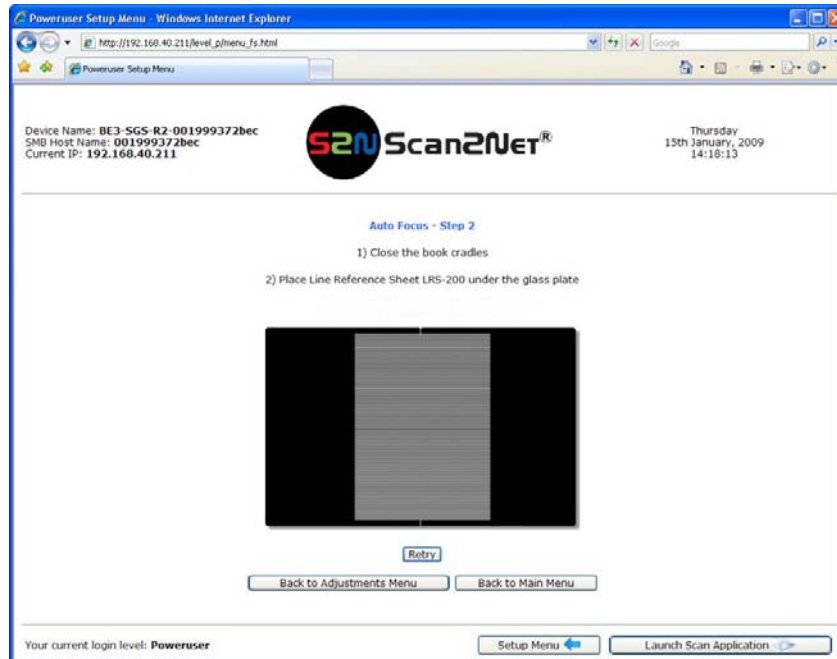 Poweruser Setup Menu - Windows Internet Explorer
http://192.168.40.211/level_p/menu_fs.html
Google
Poweruser Setup Menu
Device Name: BE3-SGS-R2-001999372bec
SMB Host Name: 001999372bec
Current IP: 192.168.40.211
S2N Scan2Net®
Thursday
15th January, 2009
14:18:13
Auto Focus - Step 2
1) Close the book cradles
2) Place Line Reference Sheet LRS-200 under the glass plate
Retry
Back to Adjustments Menu
Back to Main Menu
Your current login level: Poweruser
Setup Menu
Launch Scan Application